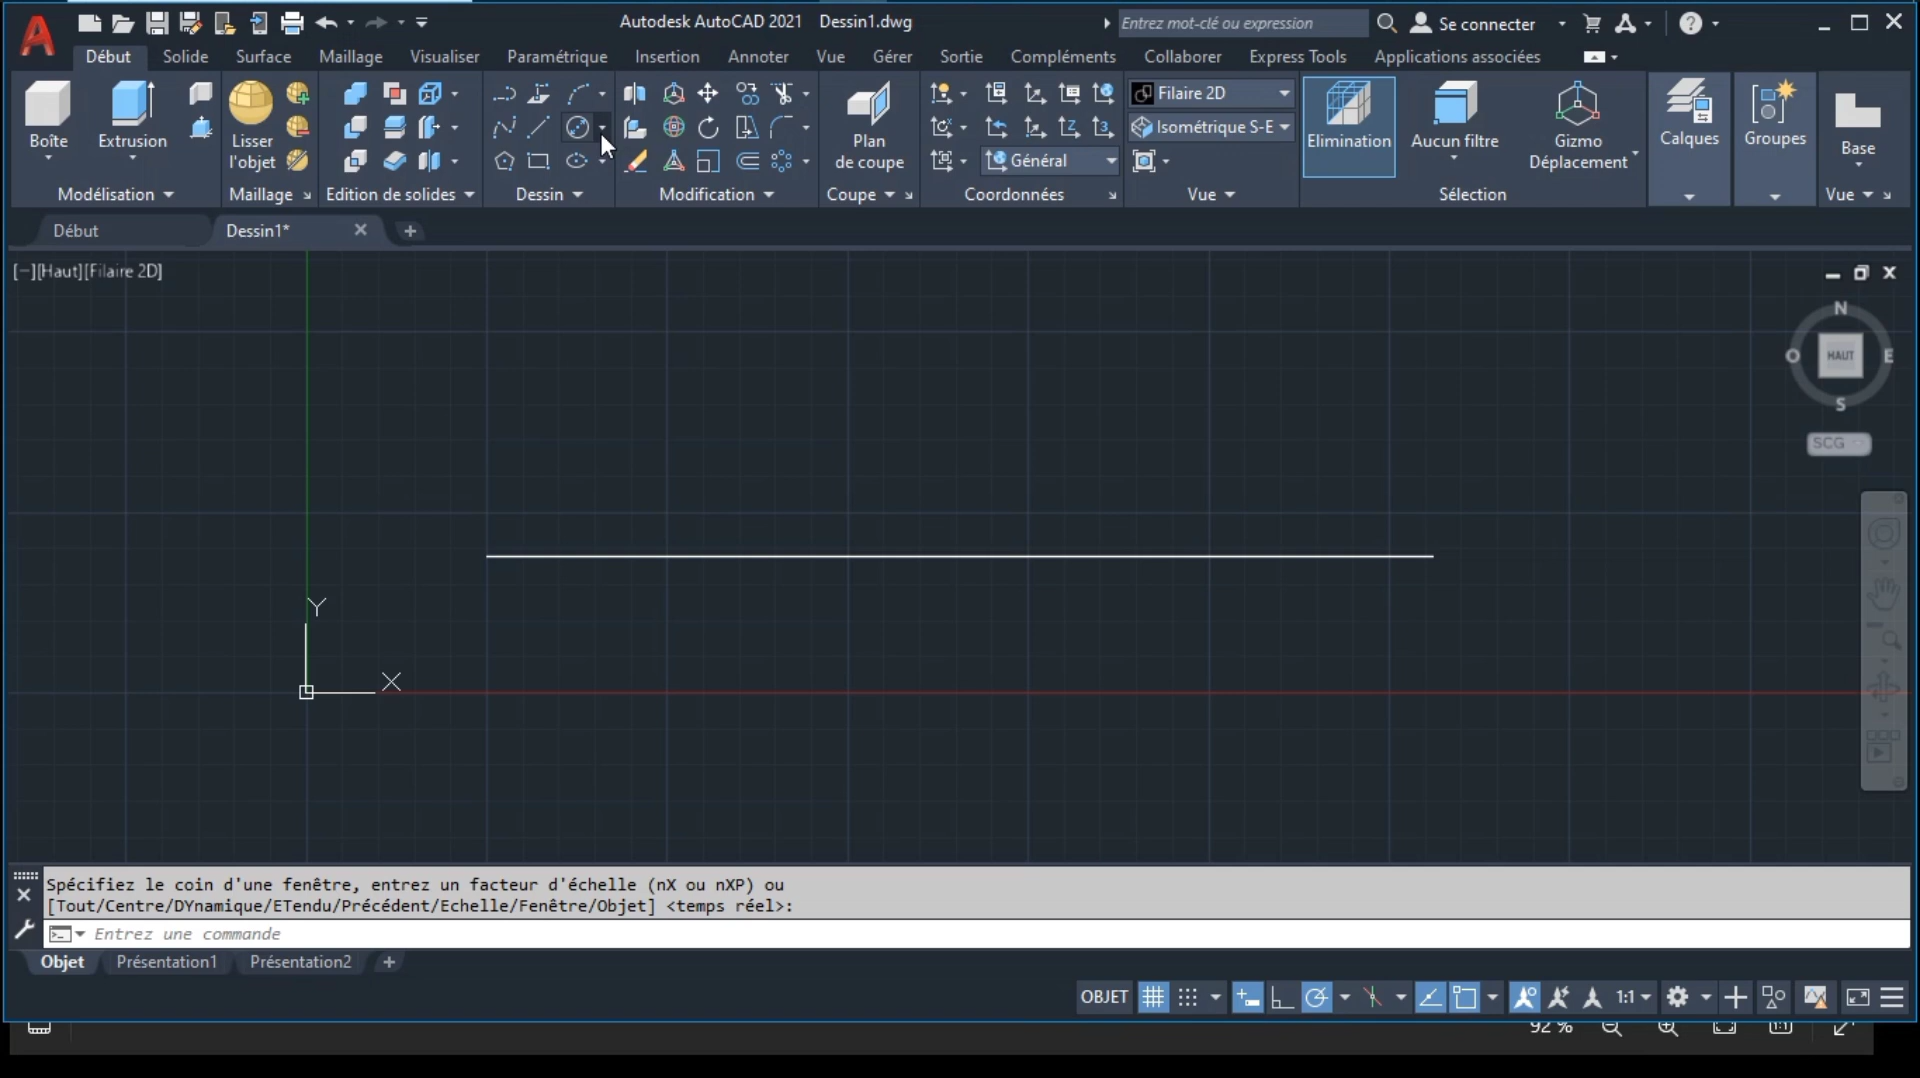 Autodesk AutoCAD 2021 Dessin1.dwg
Entrez mot-clé ou expression
Se connecter
Début Solide Surface Maillage Visualiser Paramétrique Insertion Annoter Vue Gérer Sortie Compléments Collaborer Express Tools Applications associées
Boîte
Extrusion
Lisser
l'objet
Plan
de coupe
Général
Filaire 2D
Isométrique S-E
Elimination
Aucun filtre
Gizmo
Déplacement
Calques
Groupes
Base
Modélisation Maillage Edition de solides Dessin Modification Coupe Coordonnées Vue Sélection Vue
Début Dessin1*
[−][Haut][Filaire 2D]
N
O HAUT E
S
SCG
Y
X
Spécifiez le coin d'une fenêtre, entrez un facteur d'échelle (nX ou nXP) ou
[Tout/Centre/DYnamique/ETendu/Précédent/Echelle/Fenêtre/Objet] <temps réel>:
Entrez une commande
Objet Présentation1 Présentation2
OBJET 1:1
92 %